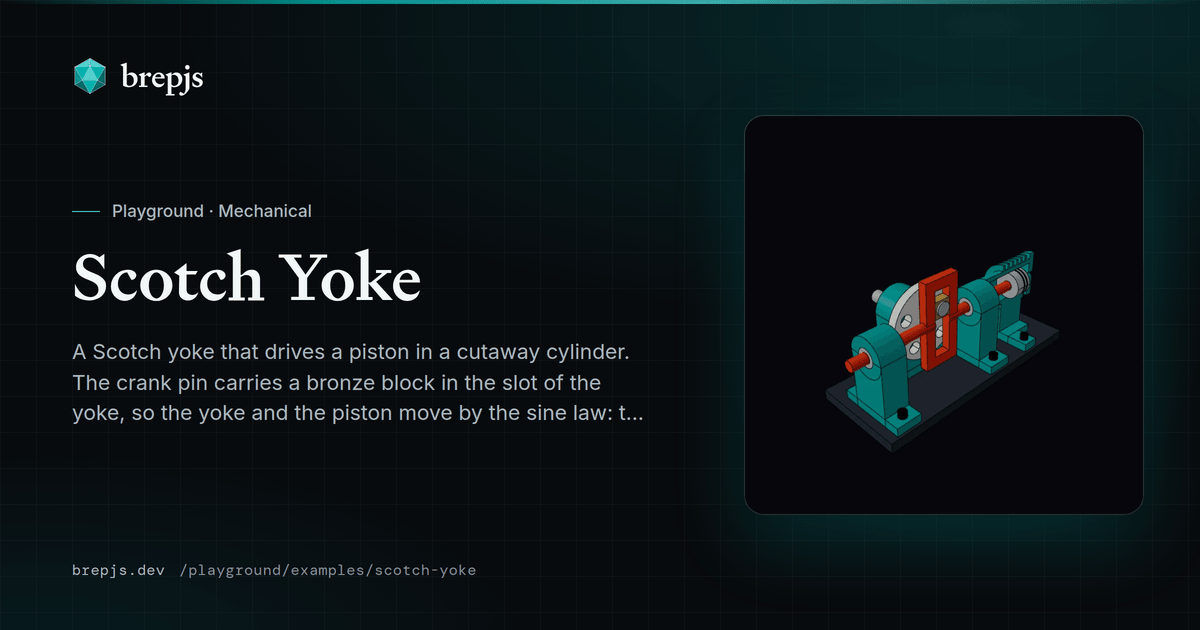 brepjs
Playground · Mechanical
Scotch Yoke
A Scotch yoke that drives a piston in a cutaway cylinder.
The crank pin carries a bronze block in the slot of the
yoke, so the yoke and the piston move by the sine law: t...
brepjs.dev /playground/examples/scotch-yoke